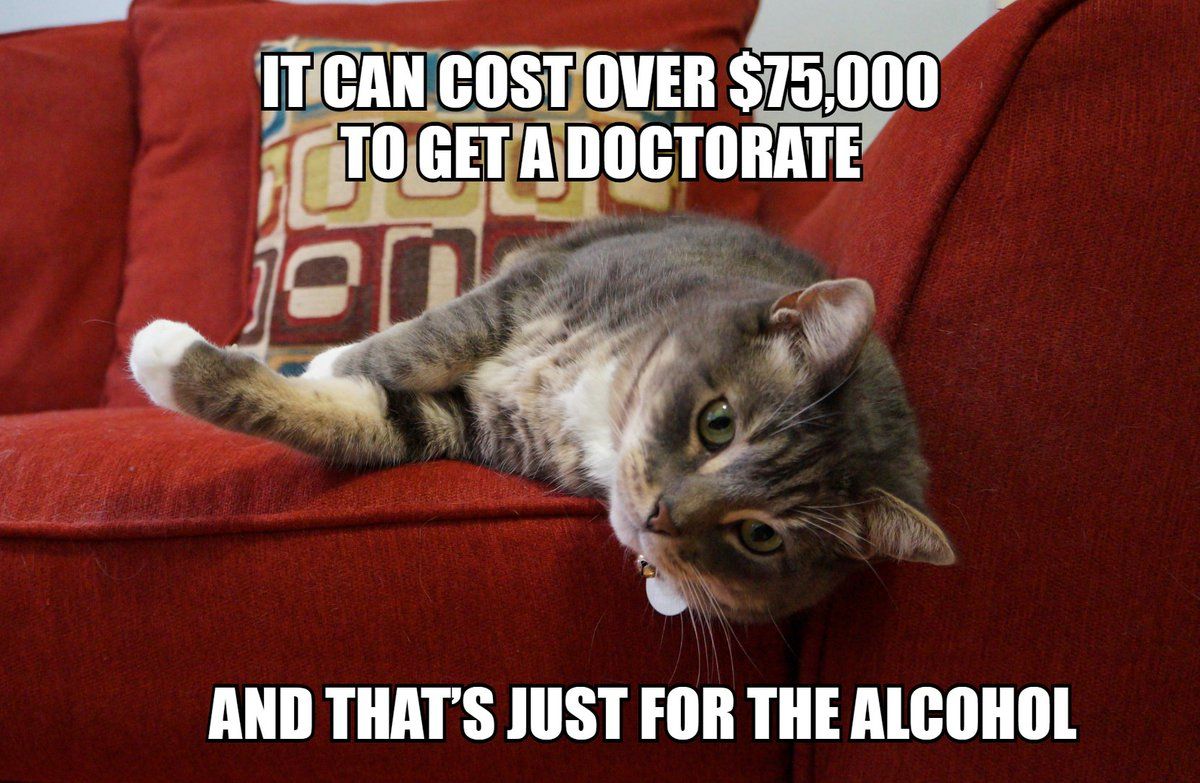 IT CAN COST OVER $75,000
TO GET A DOCTORATE
AND THAT'S JUST FOR THE ALCOHOL